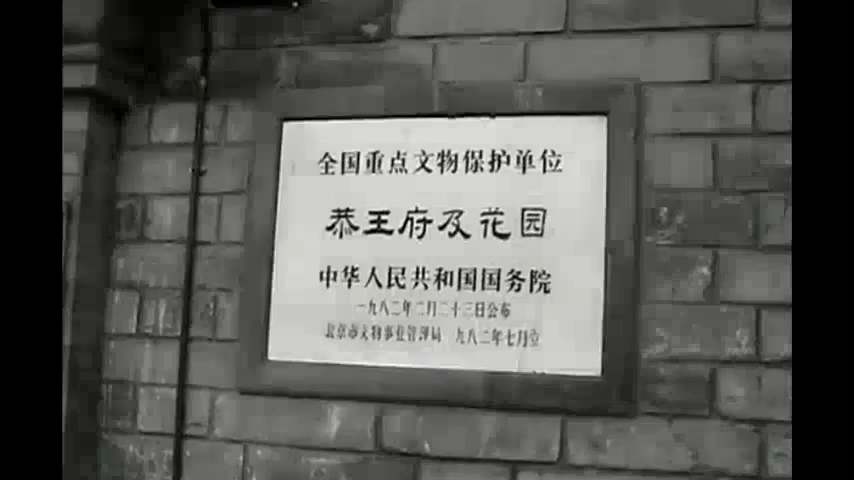 全国重点文物保护单位
恭王府及花园
中华人民共和国国务院
一九八二年二月二十三日公布
北京市文物事业管理局 一九八二年七月立